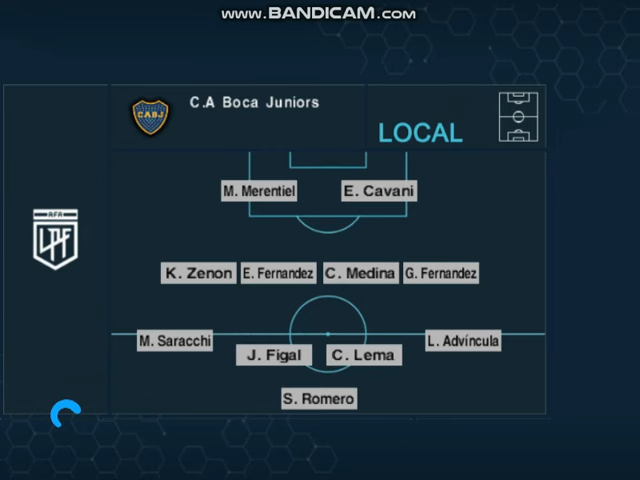 www.BANDICAM.com
C.A Boca Juniors
CABJ
LOCAL
AFA
LPF
M. Merentiel E. Cavani
K. Zenon E. Fernandez C. Medina G. Fernandez
M. Saracchi L. Advíncula
J. Figal C. Lema
S. Romero